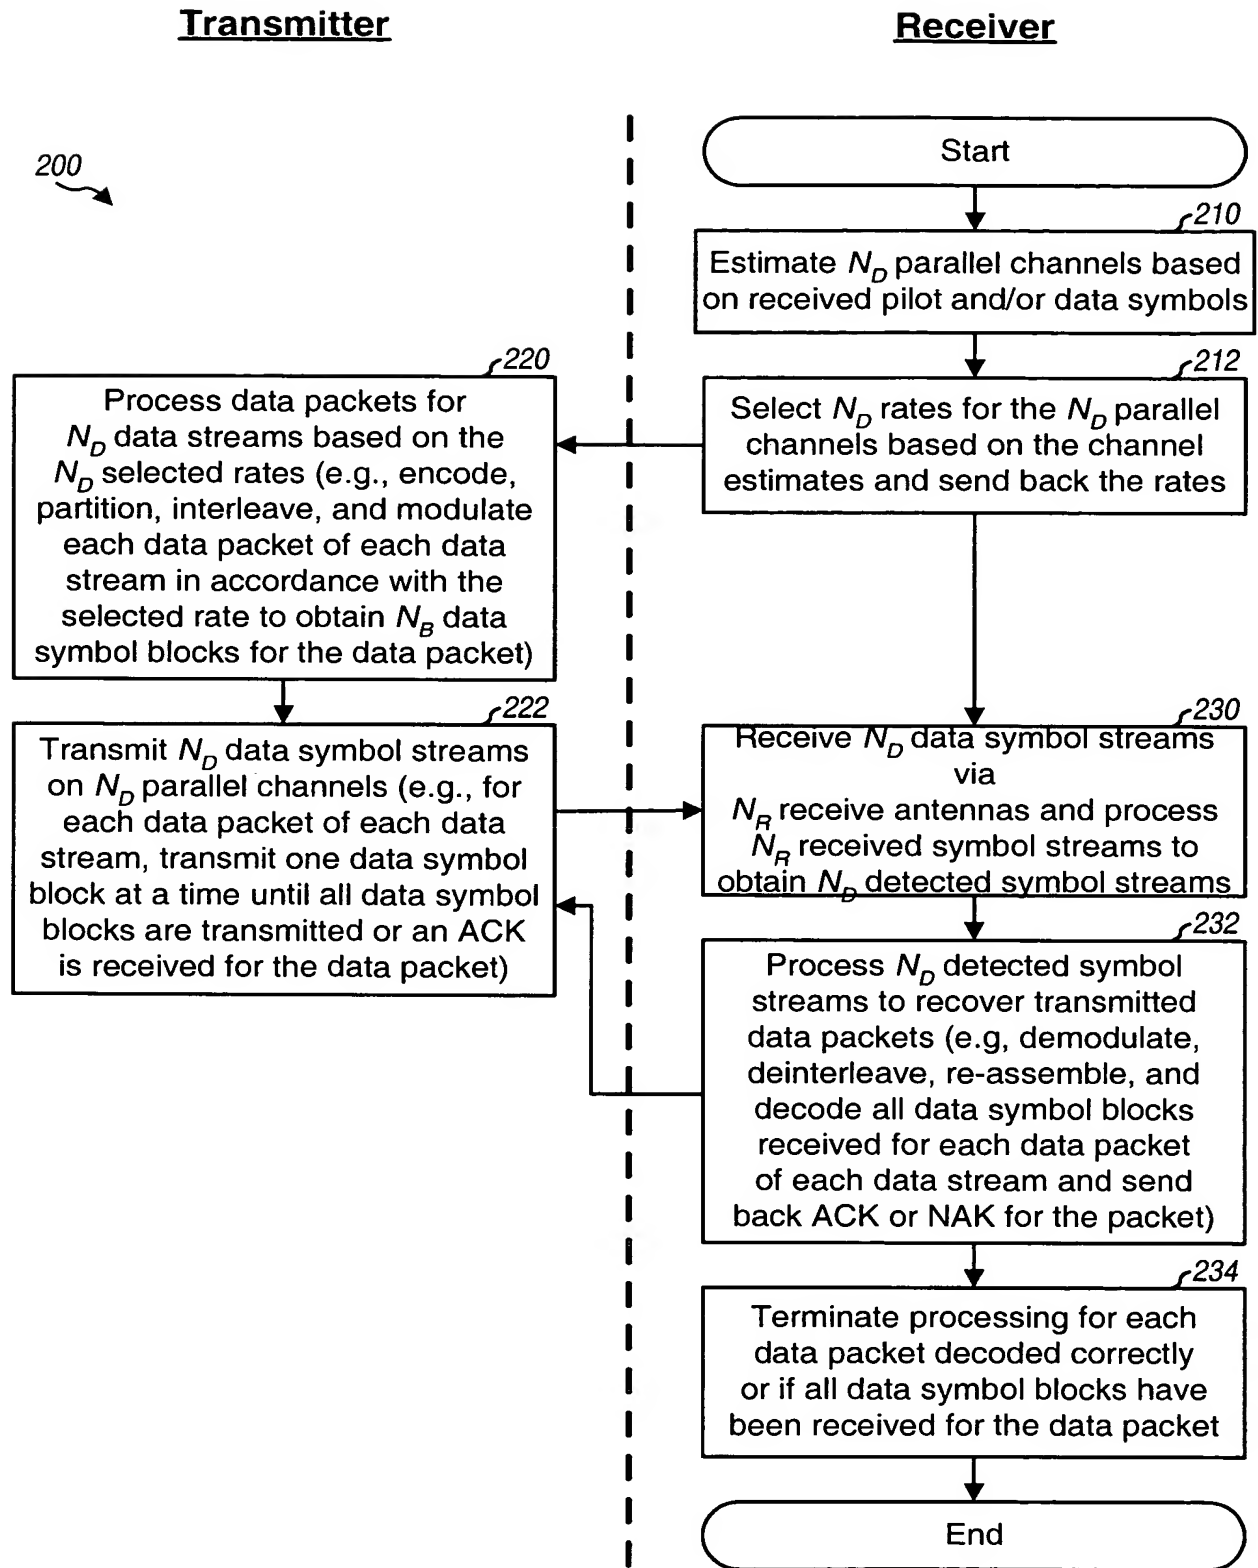 Transmitter
Receiver
200
Start
210
Estimate N_D parallel channels based
on received pilot and/or data symbols
212
Select N_D rates for the N_D parallel
channels based on the channel
estimates and send back the rates
220
Process data packets for
N_D data streams based on the
N_D selected rates (e.g., encode,
partition, interleave, and modulate
each data packet of each data
stream in accordance with the
selected rate to obtain N_B data
symbol blocks for the data packet)
222
Transmit N_D data symbol streams
on N_D parallel channels (e.g., for
each data packet of each data
stream, transmit one data symbol
block at a time until all data symbol
blocks are transmitted or an ACK
is received for the data packet)
230
Receive N_D data symbol streams
via
N_R receive antennas and process
N_R received symbol streams to
obtain N_D detected symbol streams
232
Process N_D detected symbol
streams to recover transmitted
data packets (e.g, demodulate,
deinterleave, re-assemble, and
decode all data symbol blocks
received for each data packet
of each data stream and send
back ACK or NAK for the packet)
234
Terminate processing for each
data packet decoded correctly
or if all data symbol blocks have
been received for the data packet
End